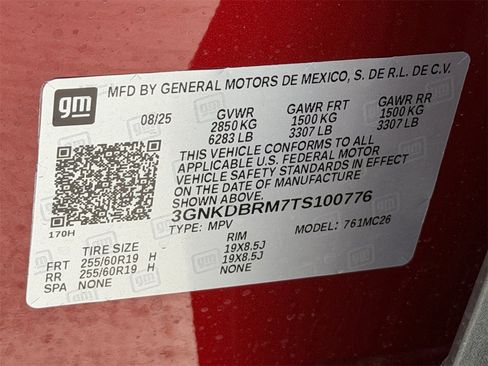 gm
MFD BY GENERAL MOTORS DE MEXICO, S. DE R.L. DE C.V.
08/25 GVWR GAWR FRT GAWR RR
2850 KG 1500 KG 1500 KG
6283 LB 3307 LB 3307 LB
THIS VEHICLE CONFORMS TO ALL
APPLICABLE U.S. FEDERAL MOTOR
VEHICLE SAFETY STANDARDS IN EFFECT
ON THE DATE OF MANUFACTURE SHOWN ABOVE.
3GNKDBRM7TS100776
170H TYPE: MPV MODEL: 761MC26
TIRE SIZE RIM
FRT 255/60R19 H 19X8.5J
RR 255/60R19 H 19X8.5J
SPA NONE NONE